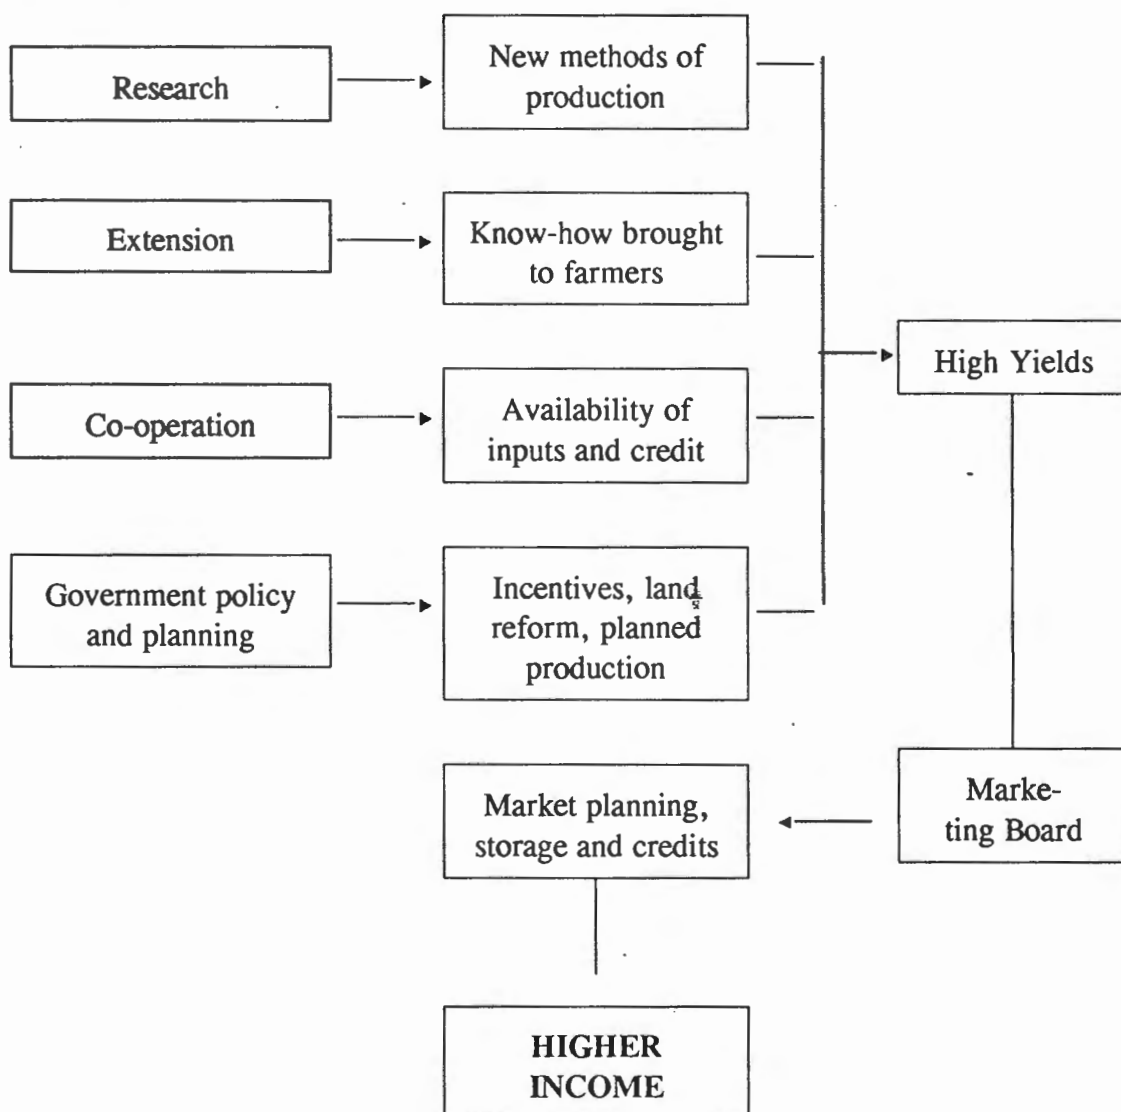 Research
New methods of
production
Extension
Know-how brought
to farmers
Co-operation
Availability of
inputs and credit
High Yields
Government policy
and planning
Incentives, land
reform, planned
production
Market planning,
storage and credits
Marke-
ting Board
HIGHER
INCOME